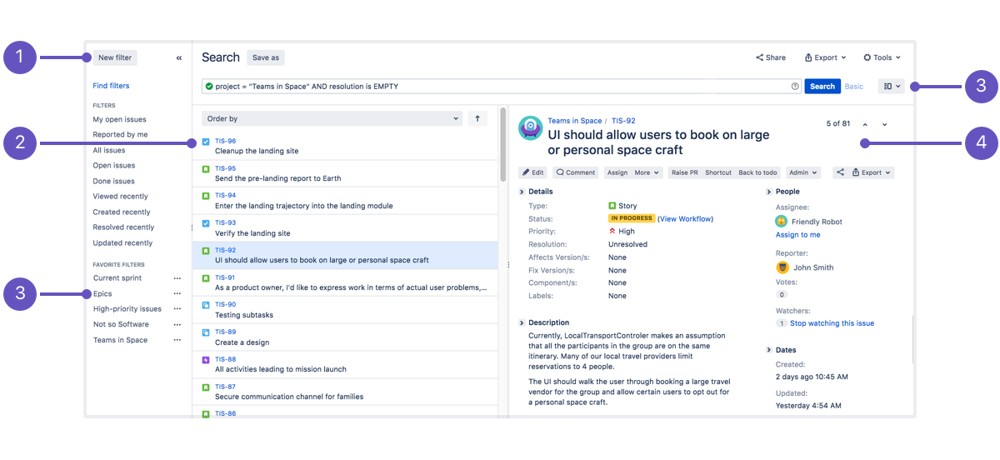 1
New filter
«
Find filters
FILTERS
My open issues
Reported by me
All issues
Open issues
Done issues
Viewed recently
Created recently
Resolved recently
Updated recently
FAVORITE FILTERS
Current sprint ...
3
Epics ...
High-priority issues ...
Not so Software ...
Teams in Space ...
Search Save as
Share Export Tools
project = "Teams in Space" AND resolution is EMPTY
Search Basic
3
Order by
2
TIS-96
Cleanup the landing site
TIS-95
Send the pre-landing report to Earth
TIS-94
Enter the landing trajectory into the landing module
TIS-93
Verify the landing site
TIS-92
UI should allow users to book on large or personal space craft
TIS-91
As a product owner, I'd like to express work in terms of actual user problems,...
TIS-90
Testing subtasks
TIS-89
Create a design
TIS-88
All activities leading to mission launch
TIS-87
Secure communication channel for families
TIS-86
Teams in Space / TIS-92
5 of 81
UI should allow users to book on large
or personal space craft
4
Edit Comment Assign More Raise PR Shortcut Back to todo Admin Export
Details
Type: Story
Status: IN PROGRESS (View Workflow)
Priority: High
Resolution: Unresolved
Affects Version/s: None
Fix Version/s: None
Component/s: None
Labels: None
Description
Currently, LocalTransportControler makes an assumption
that all the participants in the group are on the same
itinerary. Many of our local travel providers limit
reservations to 4 people.
The UI should walk the user through booking a large travel
vendor for the group and allow certain users to opt out for
a personal space craft.
People
Assignee:
Friendly Robot
Assign to me
Reporter:
John Smith
Votes:
0
Watchers:
1 Stop watching this issue
Dates
Created:
2 days ago 10:45 AM
Updated:
Yesterday 4:54 AM